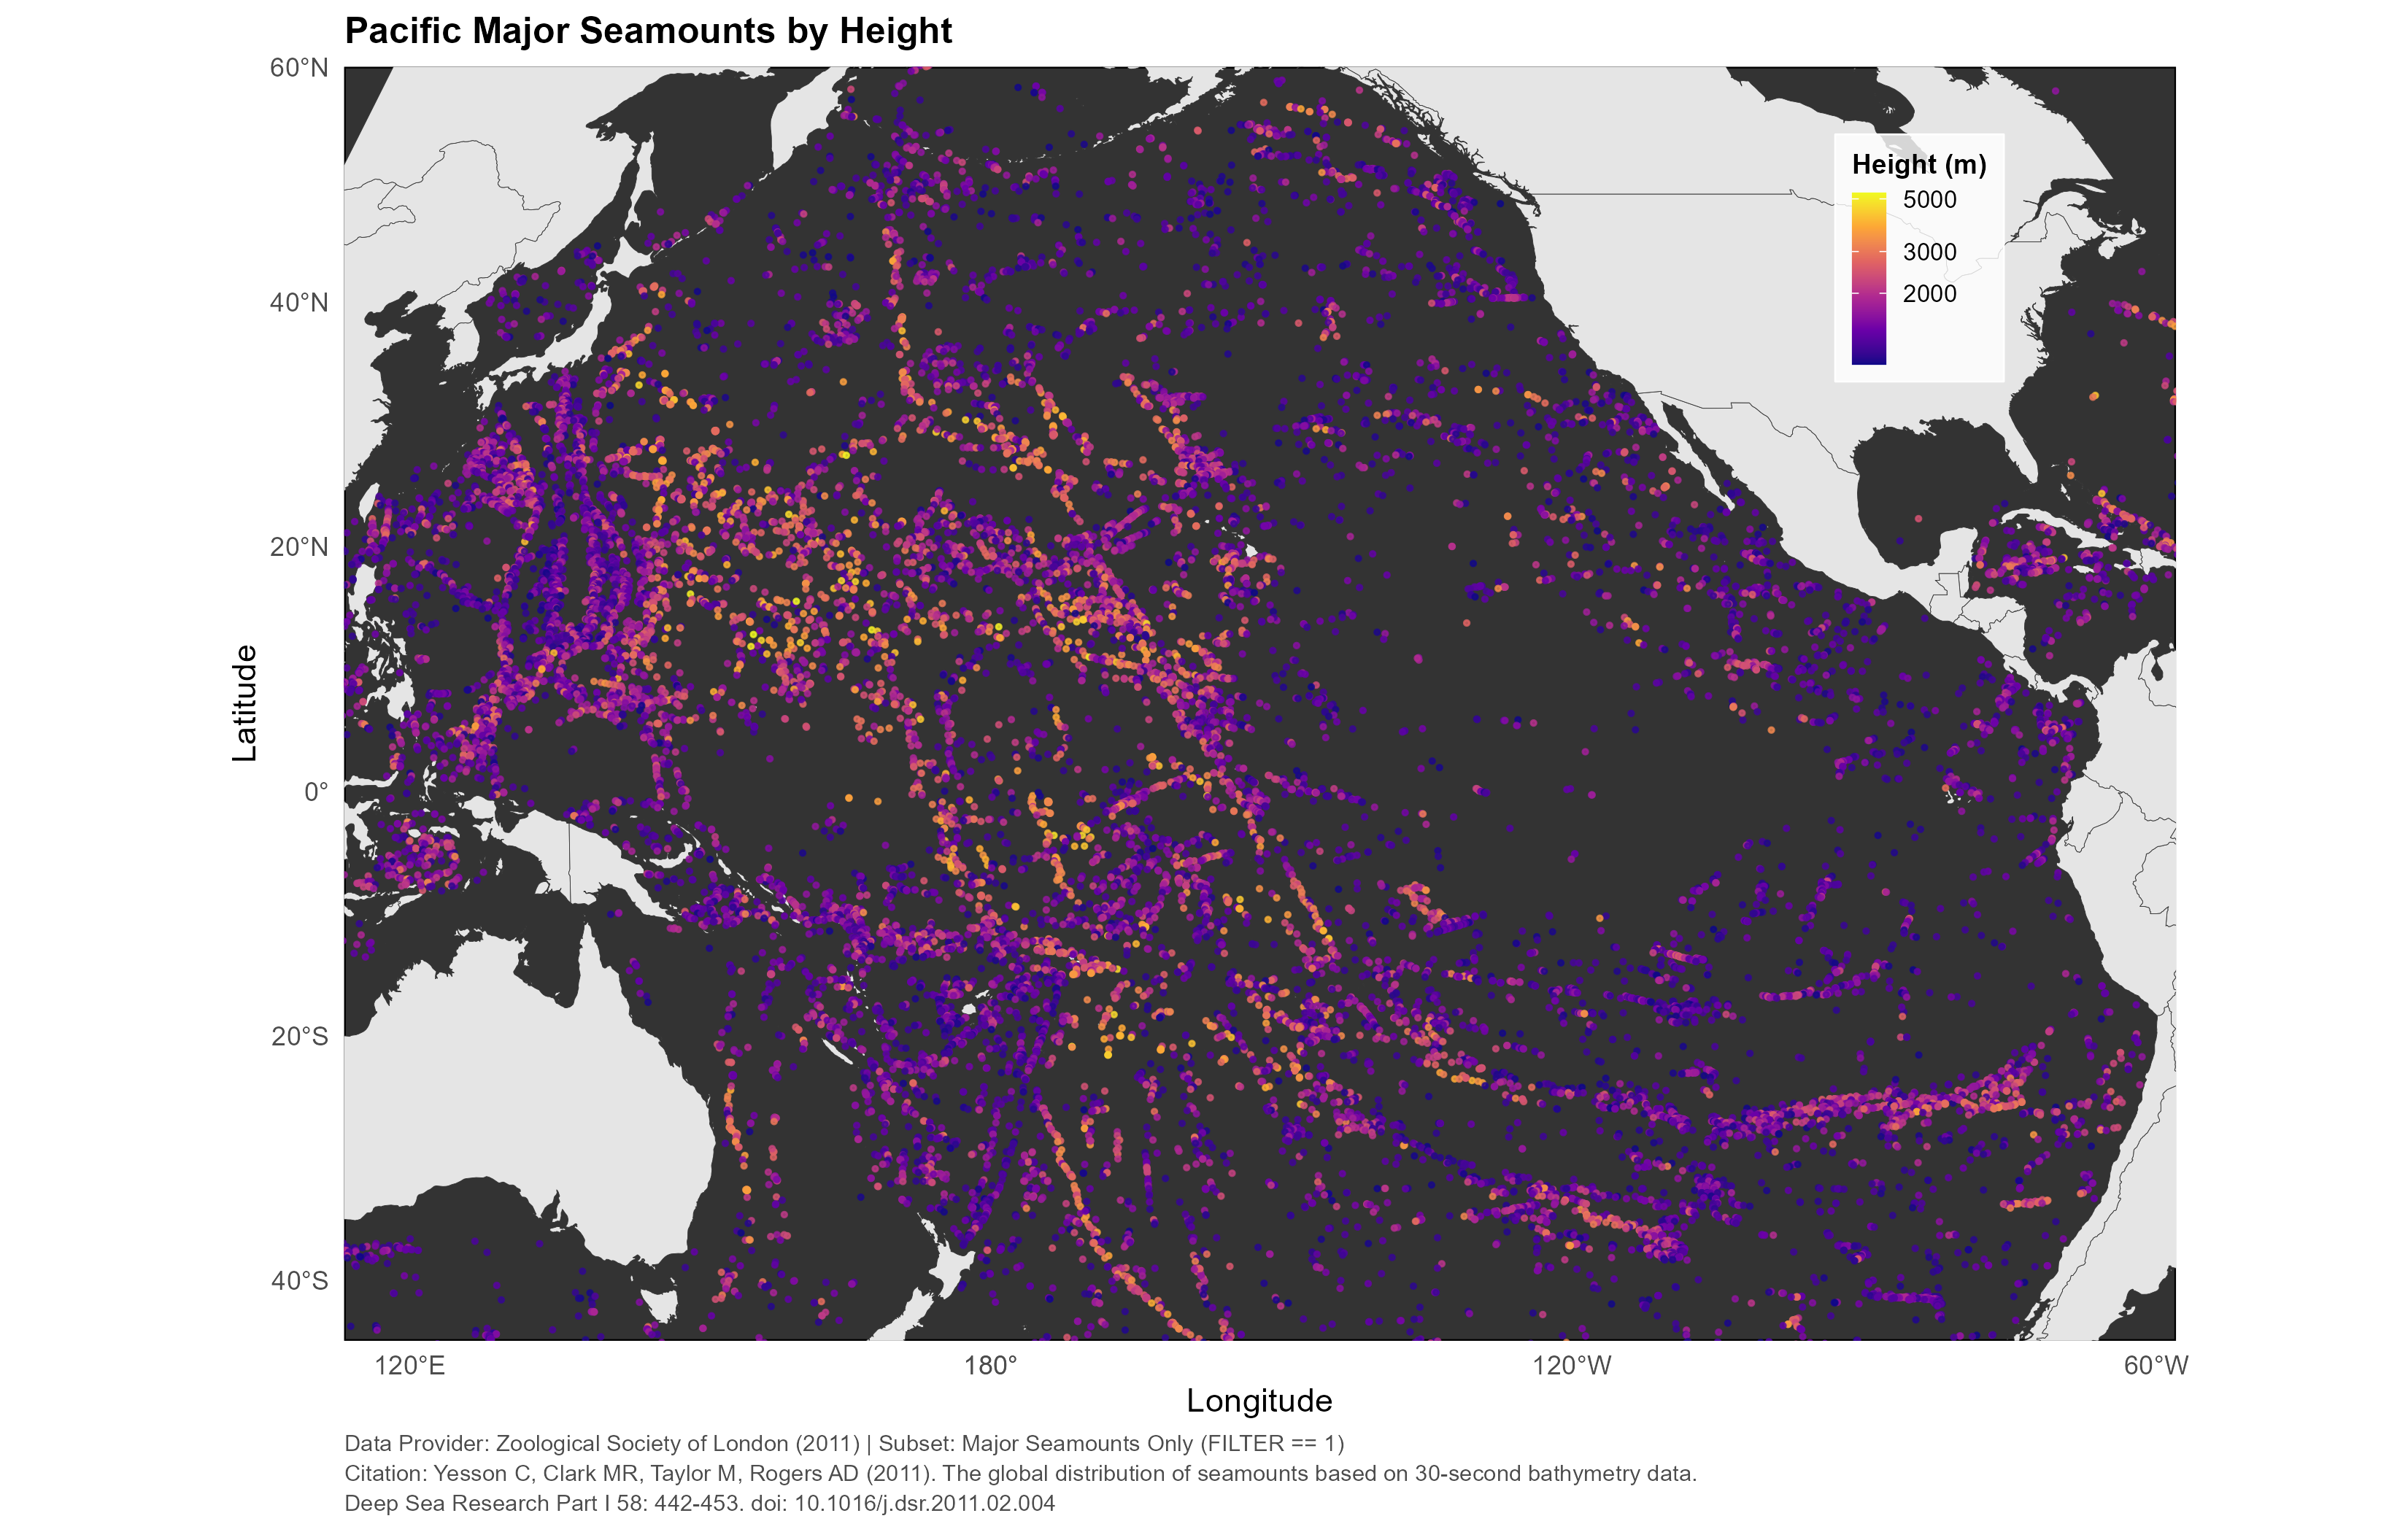 Pacific Major Seamounts by Height
60°N
40°N
20°N
0°
20°S
40°S
Latitude
Height (m)
5000
3000
2000
120°E
180°
120°W
60°W
Longitude
Data Provider: Zoological Society of London (2011) | Subset: Major Seamounts Only (FILTER == 1)
Citation: Yesson C, Clark MR, Taylor M, Rogers AD (2011). The global distribution of seamounts based on 30-second bathymetry data.
Deep Sea Research Part I 58: 442-453. doi: 10.1016/j.dsr.2011.02.004